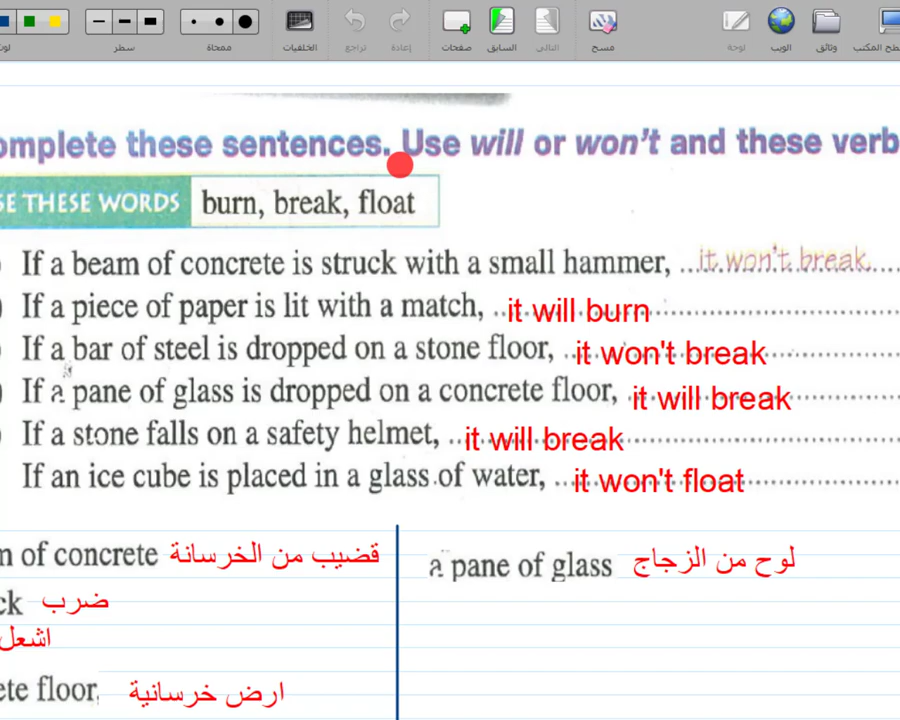 سطر
ممحاة
الخلفيات
تراجع
إعادة
صفحات
السابق
التالي
مسح
لوحة
الويب
وثائق
سطح المكتب
omplete these sentences. Use will or won't and these verb
SE THESE WORDS burn, break, float
If a beam of concrete is struck with a small hammer, ...it won't break....
If a piece of paper is lit with a match, ..it will burn
If a bar of steel is dropped on a stone floor, ..it won't break
If a pane of glass is dropped on a concrete floor, it will break
If a stone falls on a safety helmet, ..it will break
If an ice cube is placed in a glass of water, ...it won't float
m of concrete قضيب من الخرسانة
a pane of glass لوح من الزجاج
ck ضرب
اشعل
ete floor, ارض خرسانية